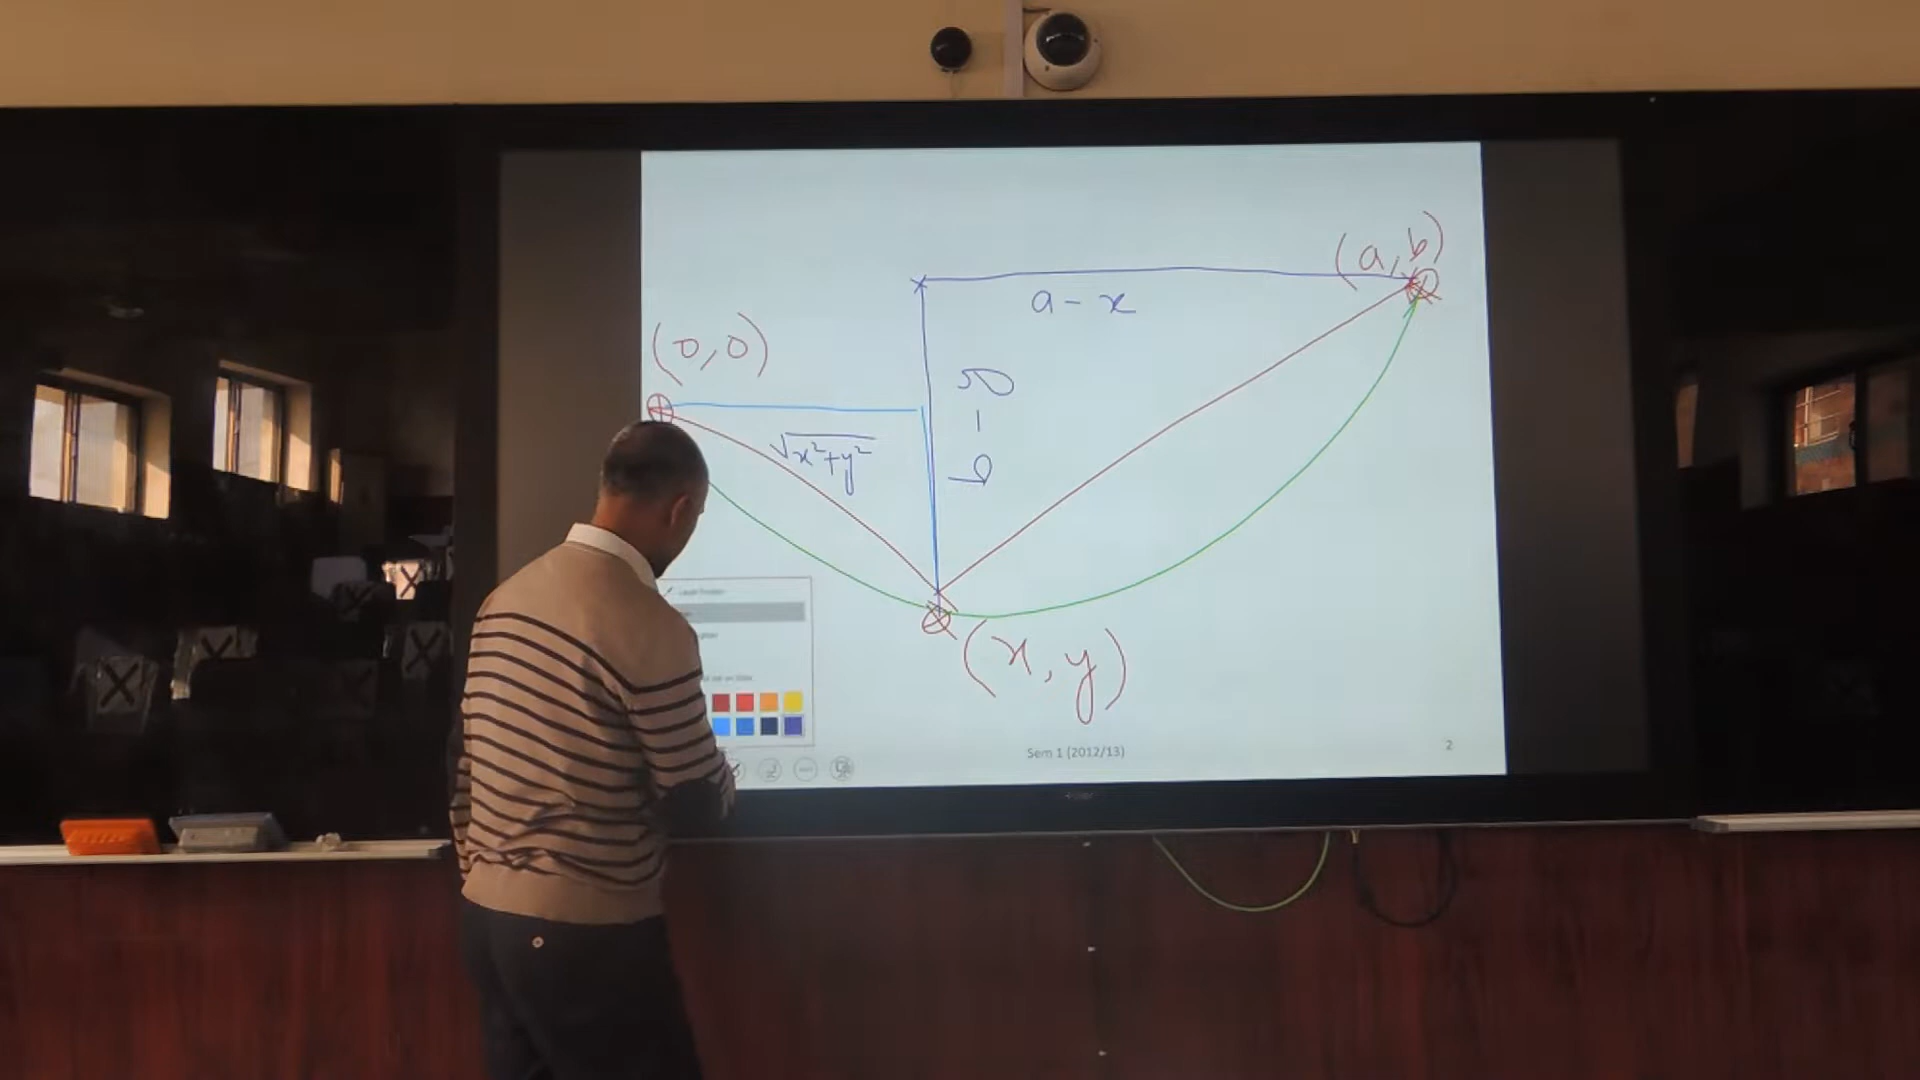 (a,b)
a - x
(0,0)
b - y
√x²+y²
(x,y)
Sem 1 (2012/13)
2